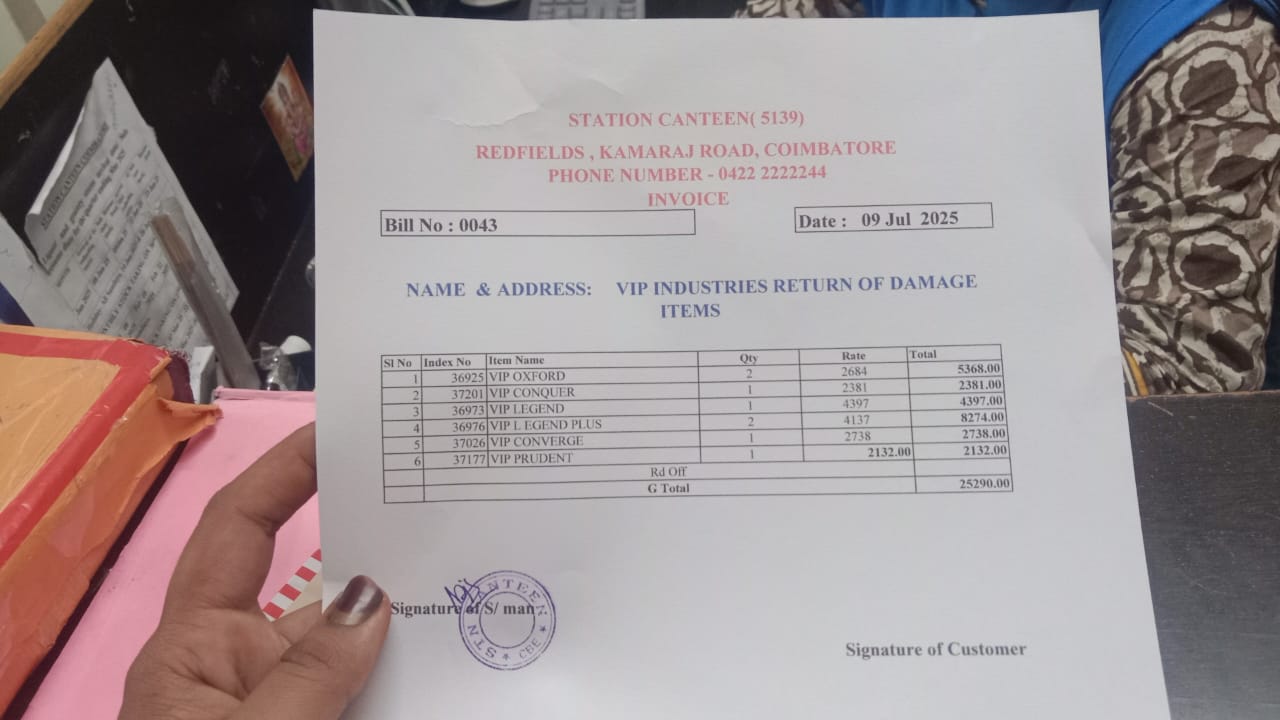 STATION CANTEEN( 5139)
REDFIELDS , KAMARAJ ROAD, COIMBATORE
PHONE NUMBER - 0422 2222244
INVOICE
Bill No : 0043 Date : 09 Jul 2025
NAME & ADDRESS: VIP INDUSTRIES RETURN OF DAMAGE
ITEMS
Sl No Index No Item Name Qty Rate Total
1 36925 VIP OXFORD 2 2684 5368.00
2 37201 VIP CONQUER 1 2381 2381.00
3 36973 VIP LEGEND 1 4397 4397.00
4 36976 VIP L EGEND PLUS 2 4137 8274.00
5 37026 VIP CONVERGE 1 2738 2738.00
6 37177 VIP PRUDENT 1 2132.00 2132.00
Rd Off
G Total 25290.00
Signature of S/ man
STN CANTEEN ★ CBE ★
Signature of Customer
STATION CANTEEN